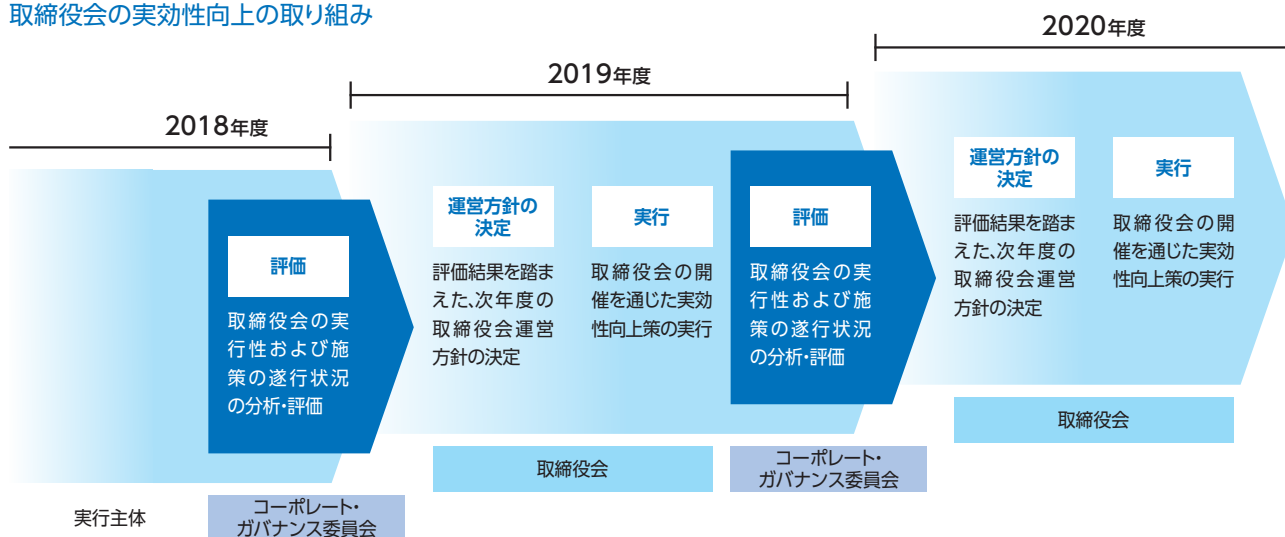 取締役会の実効性向上の取り組み
2018年度
評価
取締役会の実
行性および施
策の遂行状況
の分析・評価
実行主体
コーポレート・
ガバナンス委員会
2019年度
運営方針の
決定
評価結果を踏ま
えた、次年度の
取締役会運営
方針の決定
実行
取締役会の開
催を通じた実効
性向上策の実行
取締役会
評価
取締役会の実
行性および施
策の遂行状況
の分析・評価
コーポレート・
ガバナンス委員会
2020年度
運営方針の
決定
評価結果を踏ま
えた、次年度の
取締役会運営
方針の決定
実行
取締役会の開
催を通じた実効
性向上策の実行
取締役会